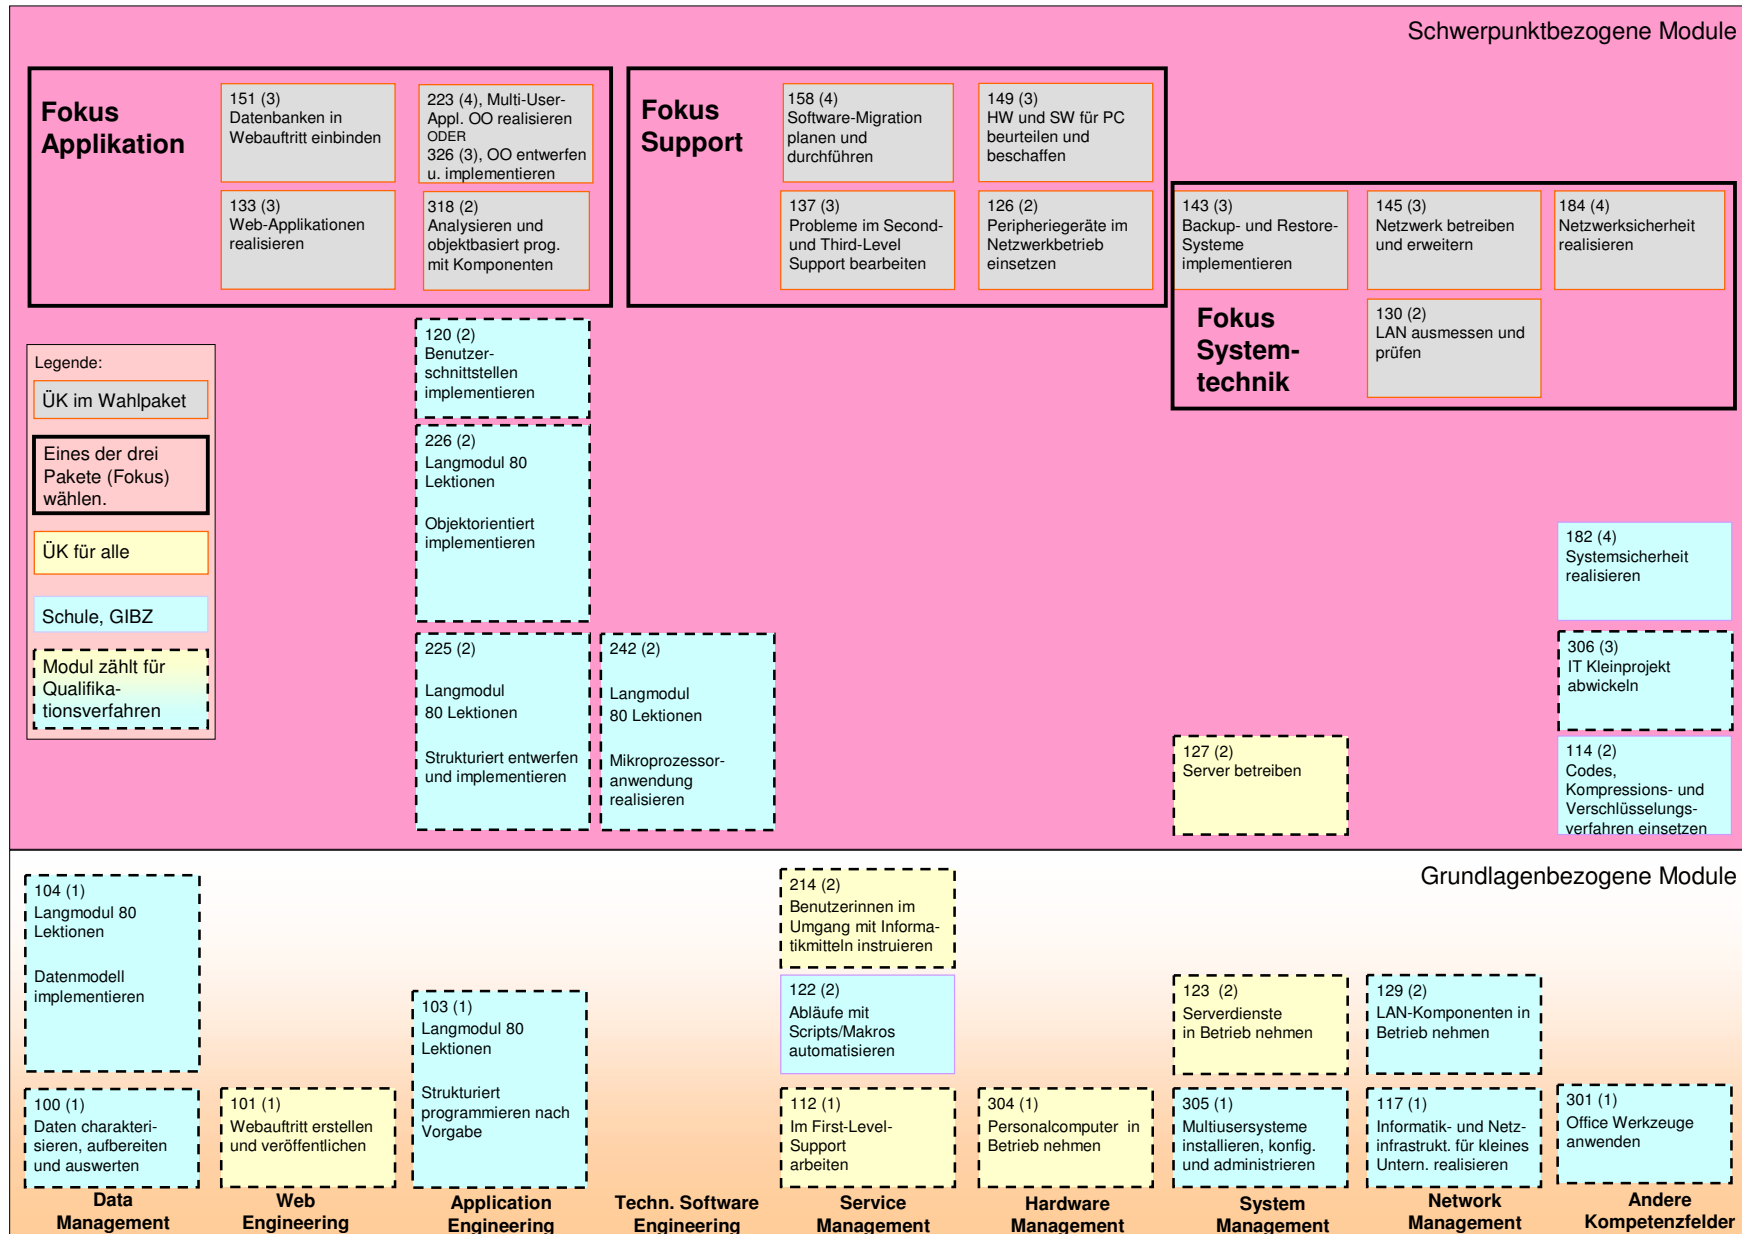 Schwerpunktbezogene Module
Fokus
Applikation
151 (3)
Datenbanken in
Webauftritt einbinden
223 (4), Multi-User-
Appl. OO realisieren
ODER
326 (3), OO entwerfen
u. implementieren
133 (3)
Web-Applikationen
realisieren
318 (2)
Analysieren und
objektbasiert prog.
mit Komponenten
Fokus
Support
158 (4)
Software-Migration
planen und
durchführen
149 (3)
HW und SW für PC
beurteilen und
beschaffen
137 (3)
Probleme im Second-
und Third-Level
Support bearbeiten
126 (2)
Peripheriegeräte im
Netzwerkbetrieb
einsetzen
143 (3)
Backup- und Restore-
Systeme
implementieren
145 (3)
Netzwerk betreiben
und erweitern
184 (4)
Netzwerksicherheit
realisieren
Fokus
System-
technik
130 (2)
LAN ausmessen und
prüfen
Legende:
ÜK im Wahlpaket
Eines der drei
Pakete (Fokus)
wählen.
ÜK für alle
Schule, GIBZ
Modul zählt für
Qualifika-
tionsverfahren
120 (2)
Benutzer-
schnittstellen
implementieren
226 (2)
Langmodul 80
Lektionen
Objektorientiert
implementieren
225 (2)
Langmodul
80 Lektionen
Strukturiert entwerfen
und implementieren
242 (2)
Langmodul
80 Lektionen
Mikroprozessor-
anwendung
realisieren
127 (2)
Server betreiben
182 (4)
Systemsicherheit
realisieren
306 (3)
IT Kleinprojekt
abwickeln
114 (2)
Codes,
Kompressions- und
Verschlüsselungs-
verfahren einsetzen
Grundlagenbezogene Module
104 (1)
Langmodul 80
Lektionen
Datenmodell
implementieren
100 (1)
Daten charakteri-
sieren, aufbereiten
und auswerten
101 (1)
Webauftritt erstellen
und veröffentlichen
103 (1)
Langmodul 80
Lektionen
Strukturiert
programmieren nach
Vorgabe
214 (2)
Benutzerinnen im
Umgang mit Informa-
tikmitteln instruieren
122 (2)
Abläufe mit
Scripts/Makros
automatisieren
112 (1)
Im First-Level-
Support
arbeiten
304 (1)
Personalcomputer in
Betrieb nehmen
123 (2)
Serverdienste
in Betrieb nehmen
305 (1)
Multiusersysteme
installieren, konfig.
und administrieren
129 (2)
LAN-Komponenten in
Betrieb nehmen
117 (1)
Informatik- und Netz-
infrastrukt. für kleines
Untern. realisieren
301 (1)
Office Werkzeuge
anwenden
Data
Management
Web
Engineering
Application
Engineering
Techn. Software
Engineering
Service
Management
Hardware
Management
System
Management
Network
Management
Andere
Kompetenzfelder